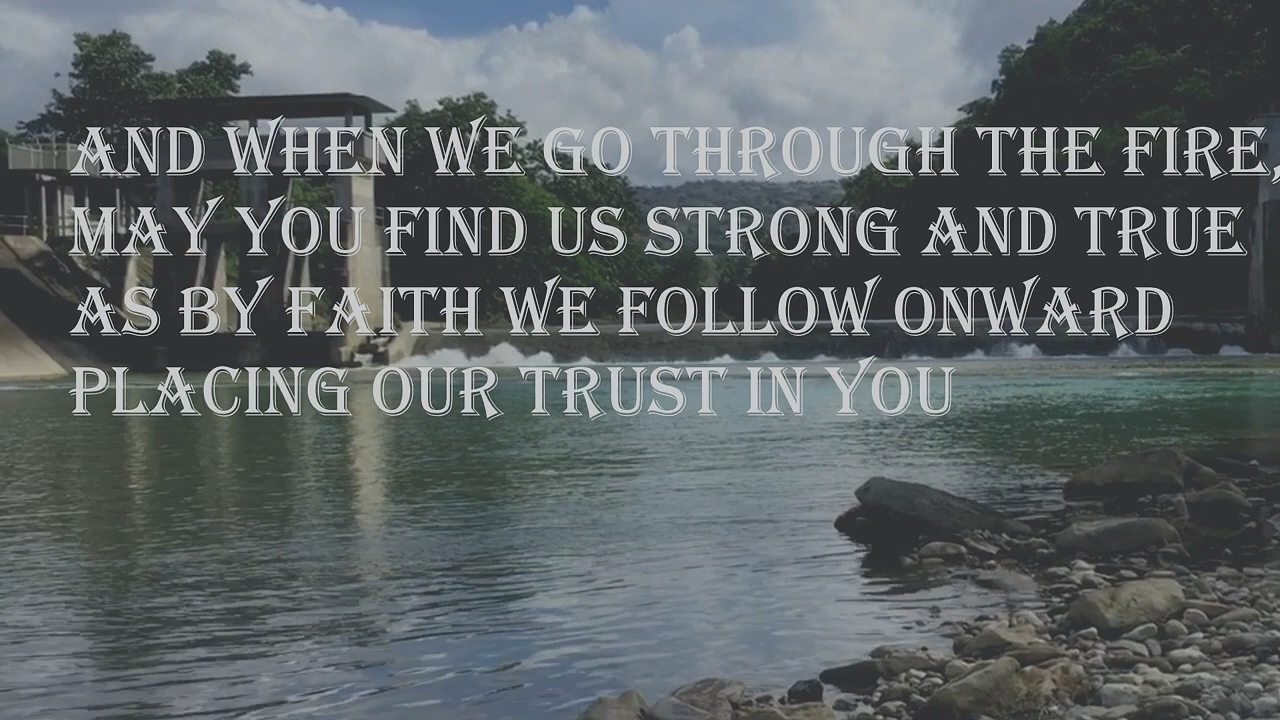 AND WHEN WE GO THROUGH THE FIRE,
MAY YOU FIND US STRONG AND TRUE
AS BY FAITH WE FOLLOW ONWARD
PLACING OUR TRUST IN YOU